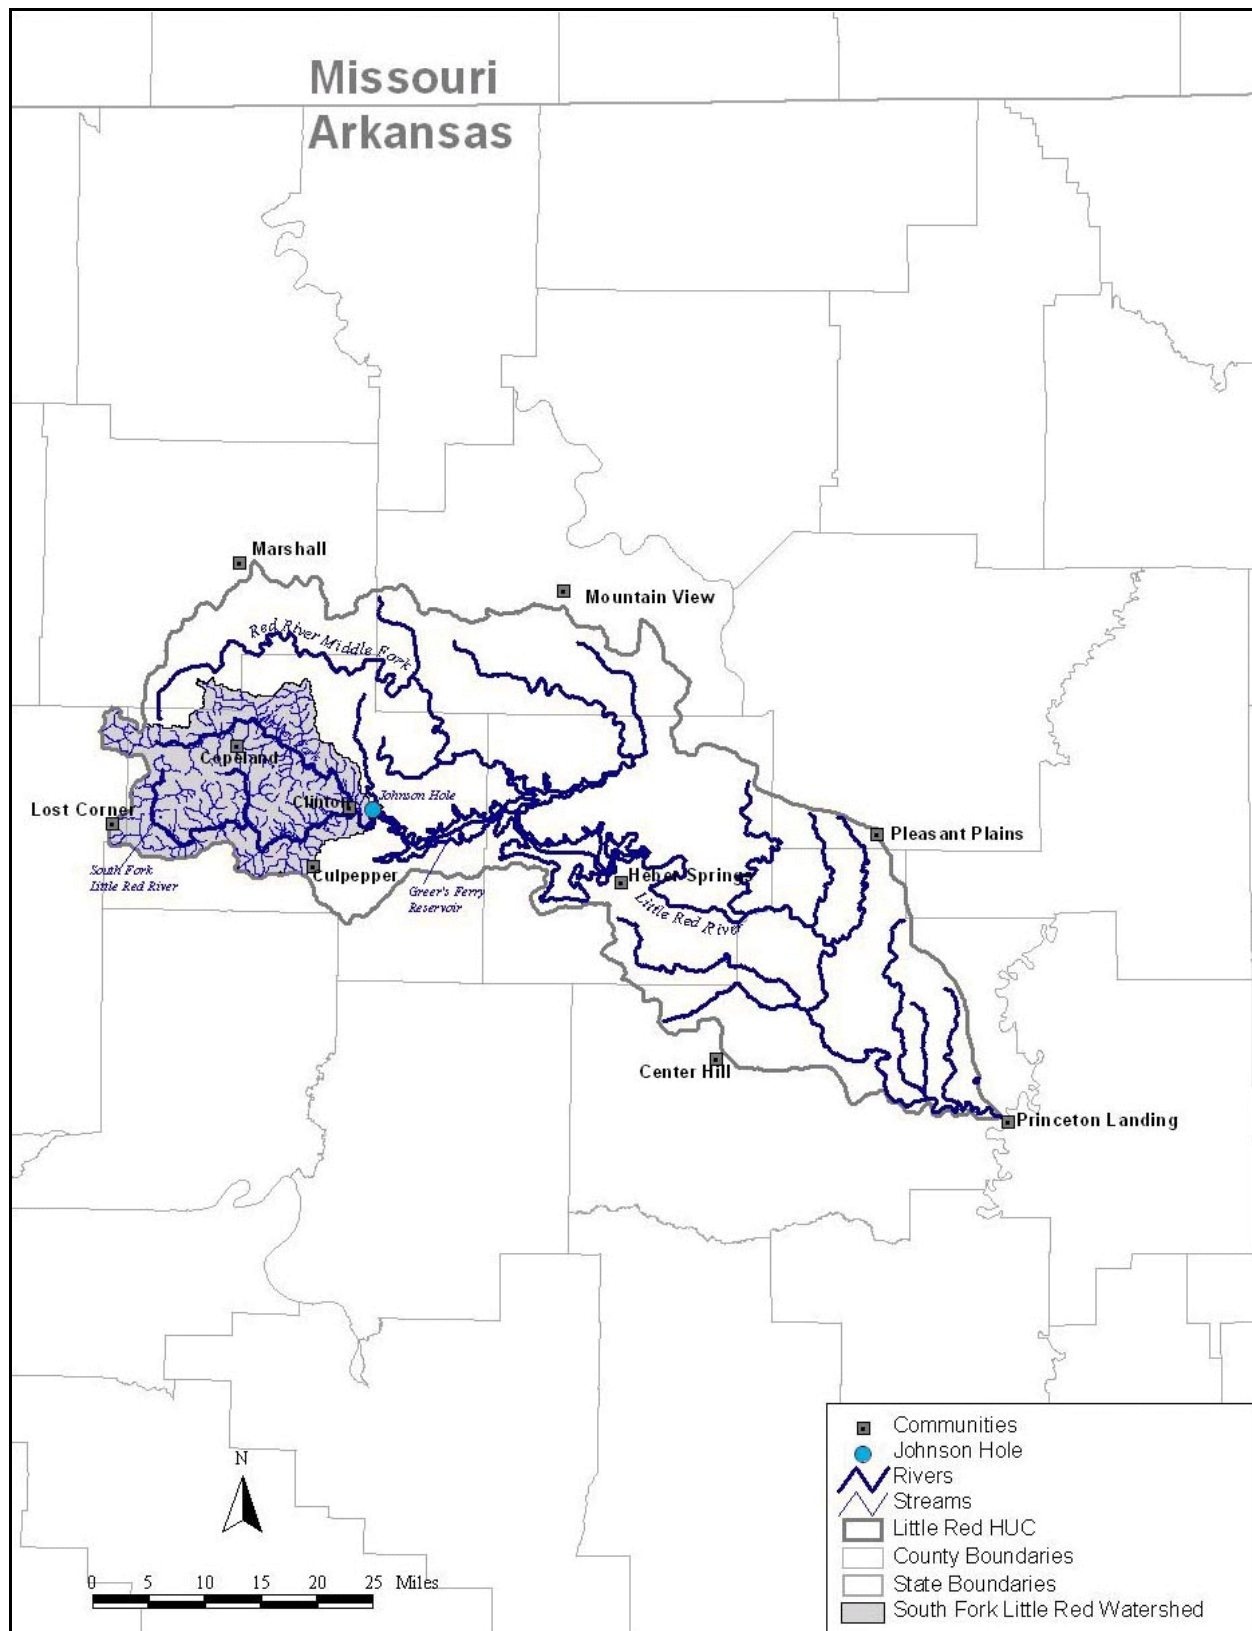 Missouri
Arkansas
Marshall
Mountain View
Red River Middle Fork
Copeland
Johnson Hole
Clinton
Lost Corner
Pleasant Plains
South Fork
Little Red River
Culpepper
Heber Springs
Greer's Ferry
Reservoir
Little Red River
Center Hill
Princeton Landing
Communities
Johnson Hole
Rivers
Streams
Little Red HUC
County Boundaries
State Boundaries
South Fork Little Red Watershed
N
0 5 10 15 20 25 Miles